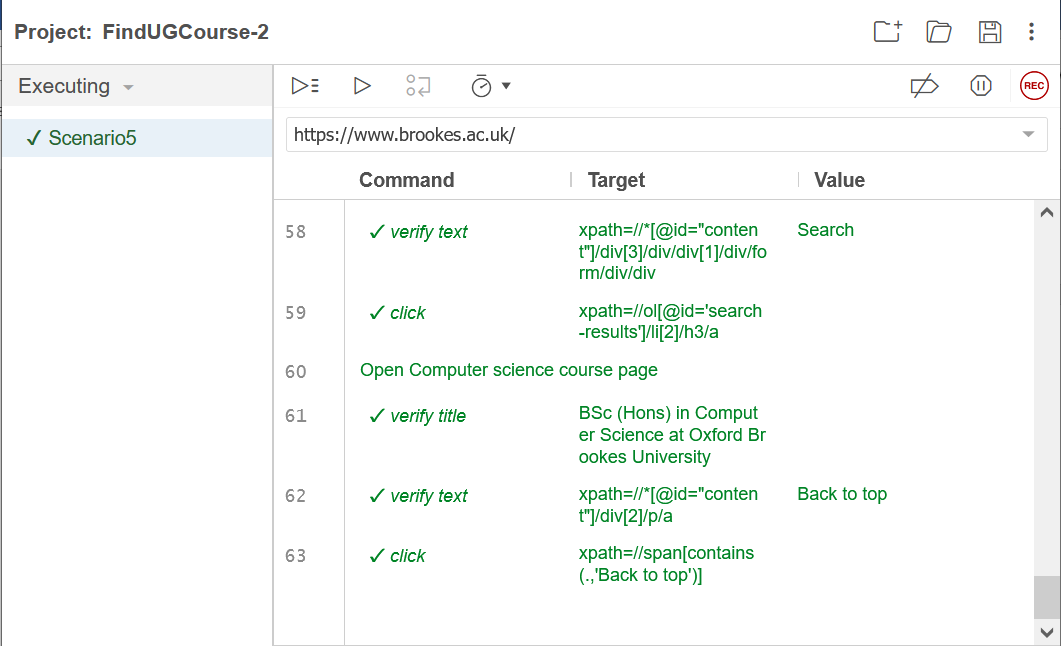 Project: FindUGCourse-2
Executing
✓ Scenario5
REC
https://www.brookes.ac.uk/
Command Target Value
58 ✓ verify text xpath=//*[@id="conten Search
t"]/div[3]/div/div[1]/div/fo
rm/div/div
59 ✓ click xpath=//ol[@id='search
-results']/li[2]/h3/a
60 Open Computer science course page
61 ✓ verify title BSc (Hons) in Comput
er Science at Oxford Br
ookes University
62 ✓ verify text xpath=//*[@id="conten Back to top
t"]/div[2]/p/a
63 ✓ click xpath=//span[contains
(.,'Back to top')]